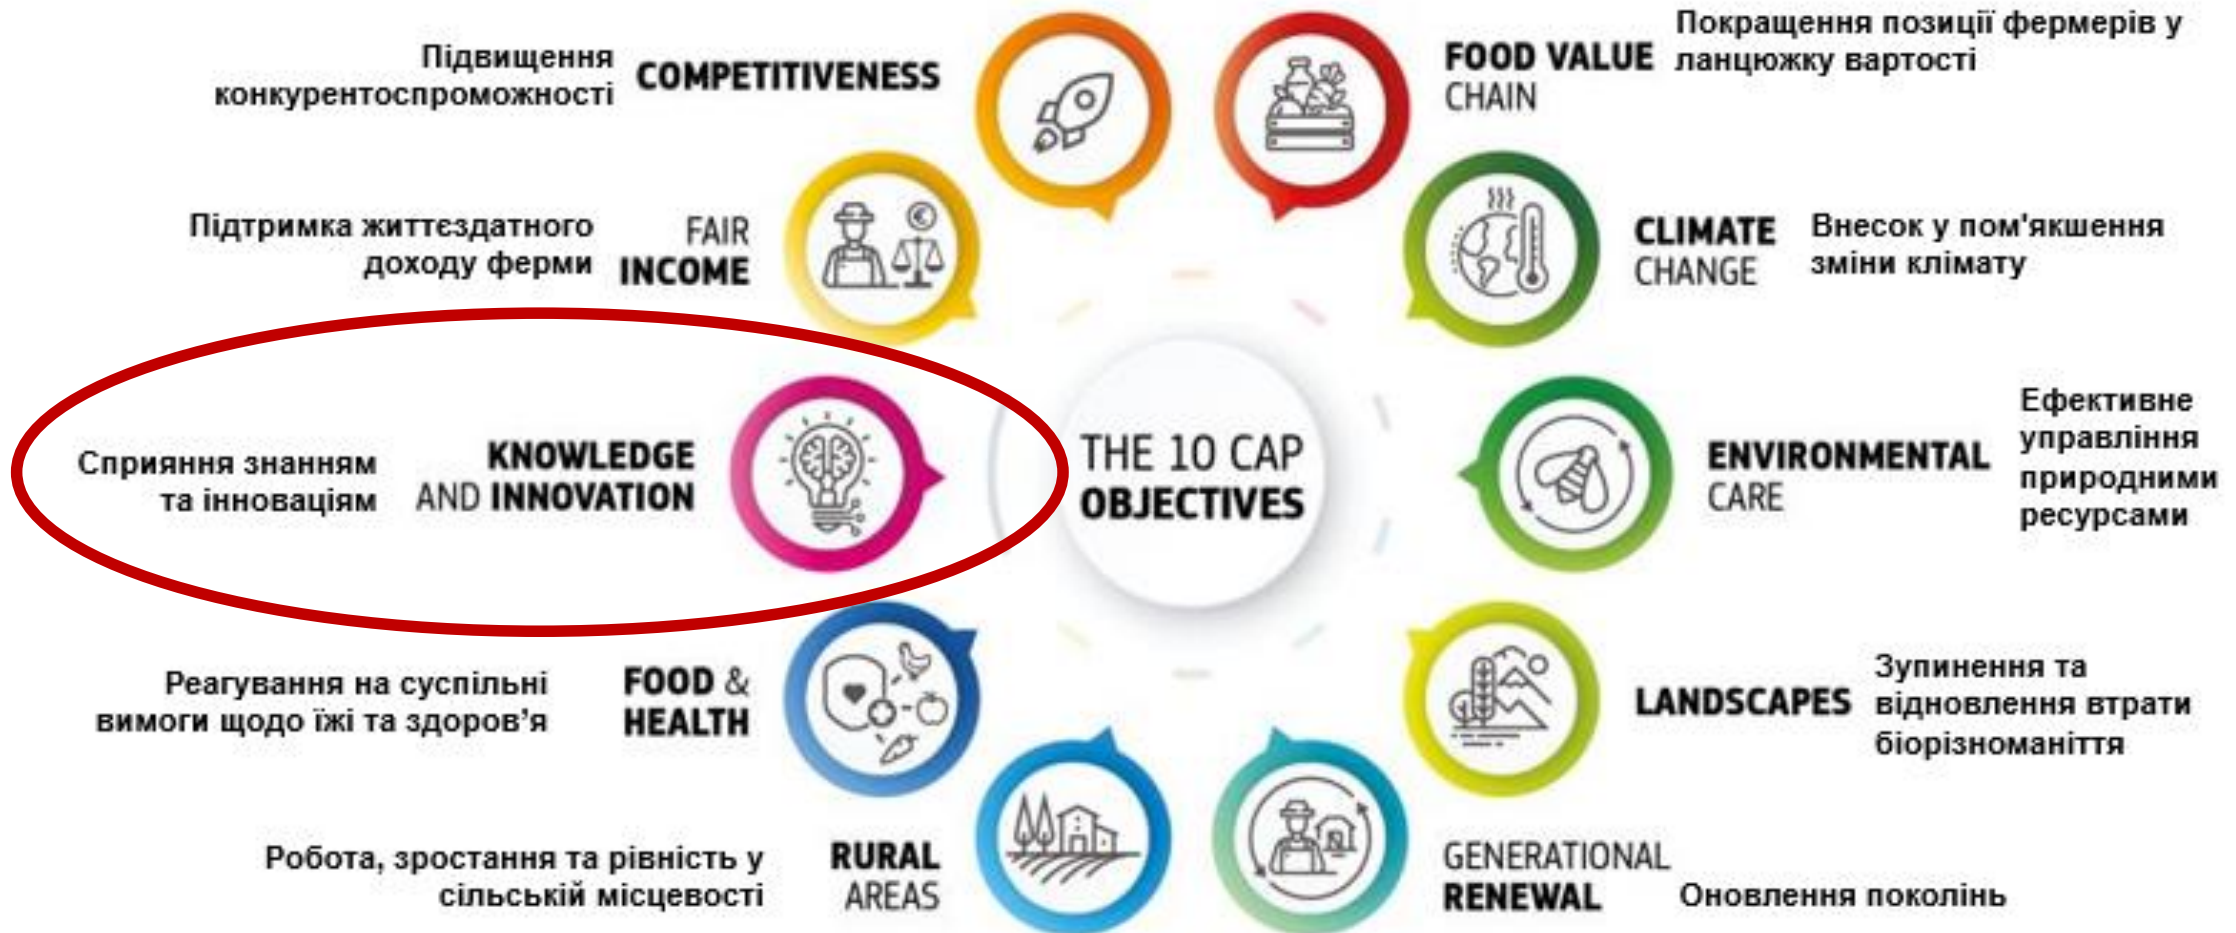 Підвищення
конкурентоспроможності
COMPETITIVENESS
FOOD VALUE
CHAIN
Покращення позиції фермерів у
ланцюжку вартості
Підтримка життєздатного
доходу ферми
FAIR
INCOME
CLIMATE
CHANGE
Внесок у пом'якшення
зміни клімату
Сприяння знанням
та інноваціям
KNOWLEDGE
AND INNOVATION
THE 10 CAP
OBJECTIVES
ENVIRONMENTAL
CARE
Ефективне
управління
природними
ресурсами
Реагування на суспільні
вимоги щодо їжі та здоров’я
FOOD &
HEALTH
LANDSCAPES
Зупинення та
відновлення втрати
біорізноманіття
Робота, зростання та рівність у
сільській місцевості
RURAL
AREAS
GENERATIONAL
RENEWAL
Оновлення поколінь